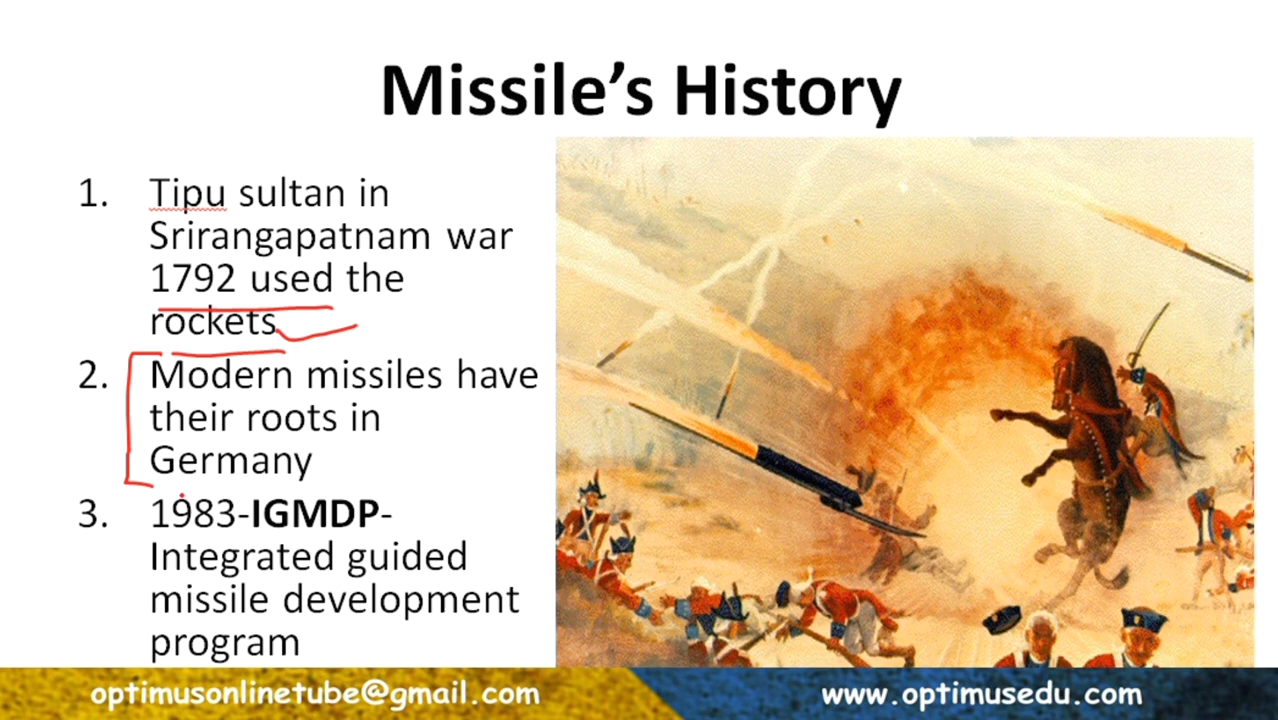 Missile's History
1. Tipu sultan in
Srirangapatnam war
1792 used the
rockets
2. Modern missiles have
their roots in
Germany
3. 1983-IGMDP-
Integrated guided
missile development
program
optimusonlinetube@gmail.com
www.optimusedu.com